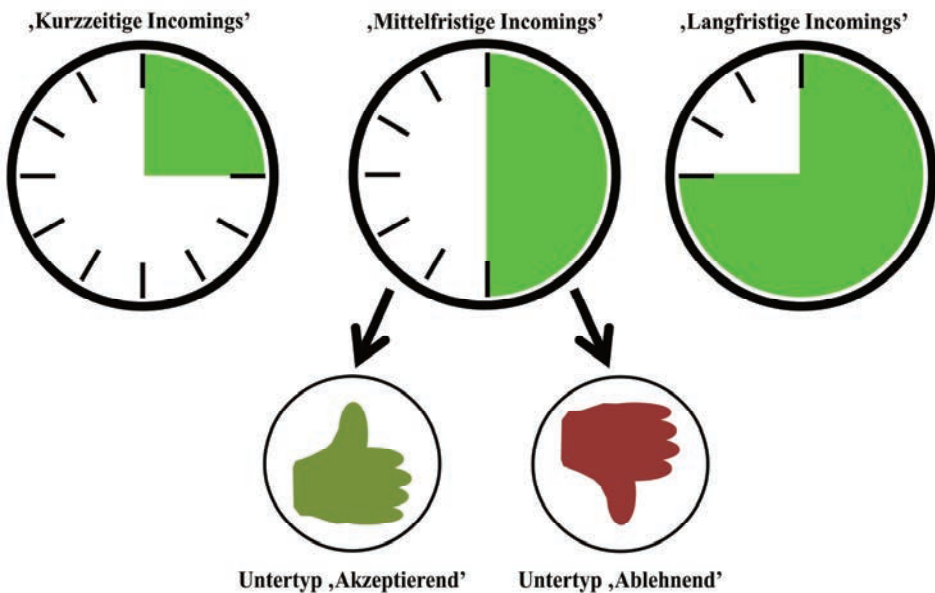 ‚Kurzzeitige Incomings’
‚Mittelfristige Incomings’
‚Langfristige Incomings’
Untertyp ‚Akzeptierend’
Untertyp ‚Ablehnend’